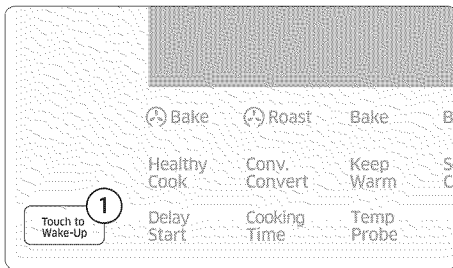 Bake Roast Bake B
Healthy Conv. Keep S
Cook Convert Warm C
1
Touch to
Wake-Up
Delay Cooking Temp
Start Time Probe